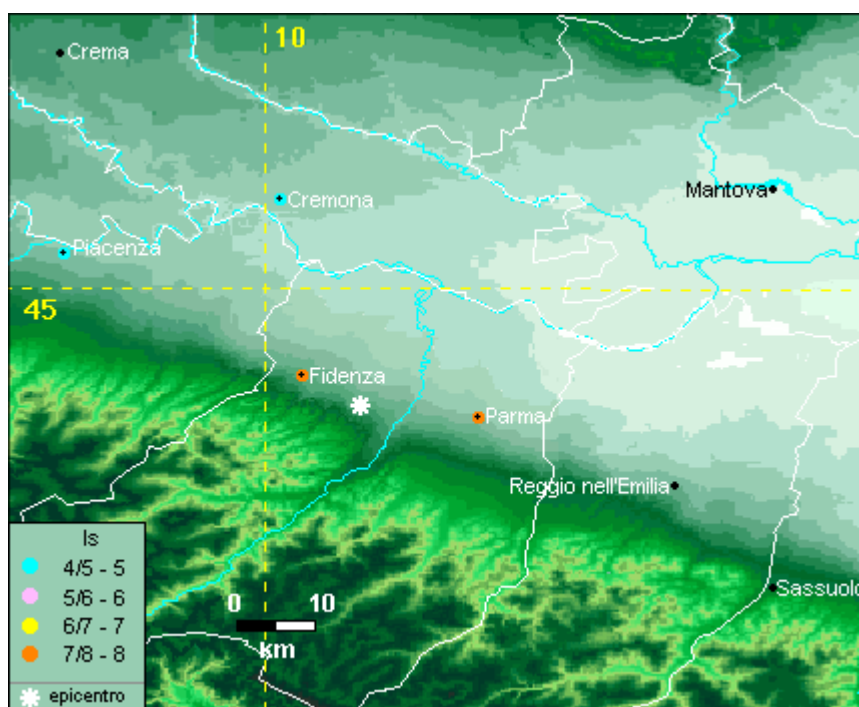 10
Crema
Cremona
Mantova
Piacenza
45
Fidenza
Parma
Reggio nell'Emilia
Sassuolo
Is
4/5 - 5
5/6 - 6
6/7 - 7
7/8 - 8
epicentro
0 10
km